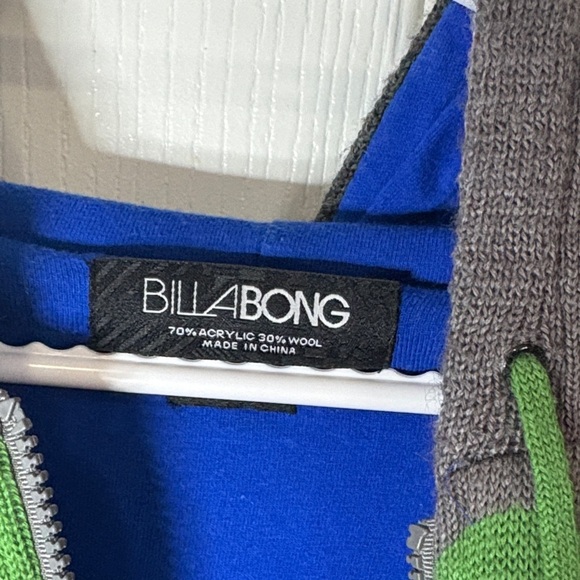 BILLABONG
70% ACRYLIC 30% WOOL
MADE IN CHINA